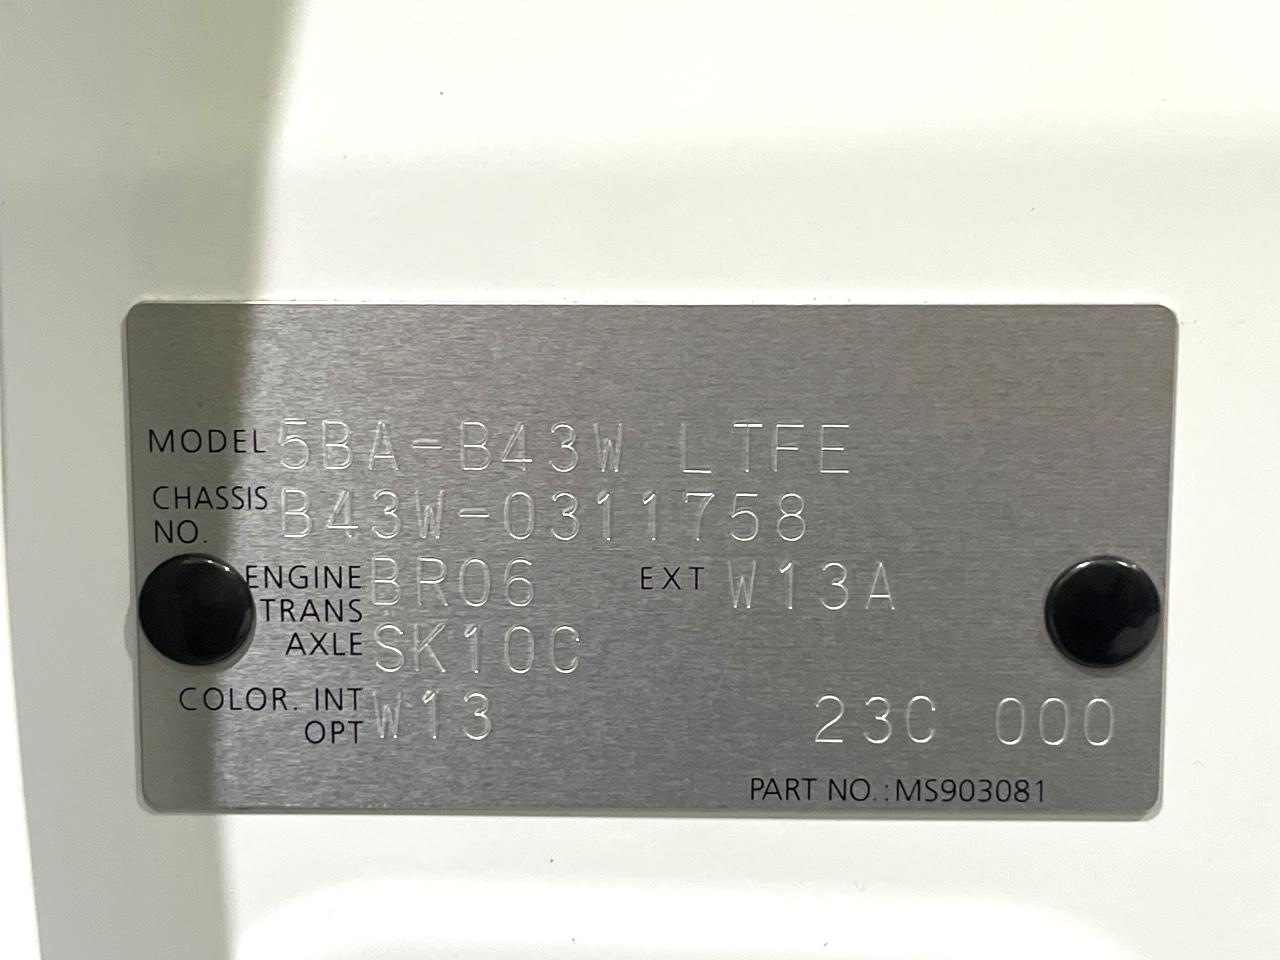 MODEL 5BA-B43W LTFE
CHASSIS
NO. B43W-0311758
ENGINE BR06 EXT W13A
TRANS
AXLE SK10C
COLOR. INT W13
OPT 23C 000
PART NO.:MS903081